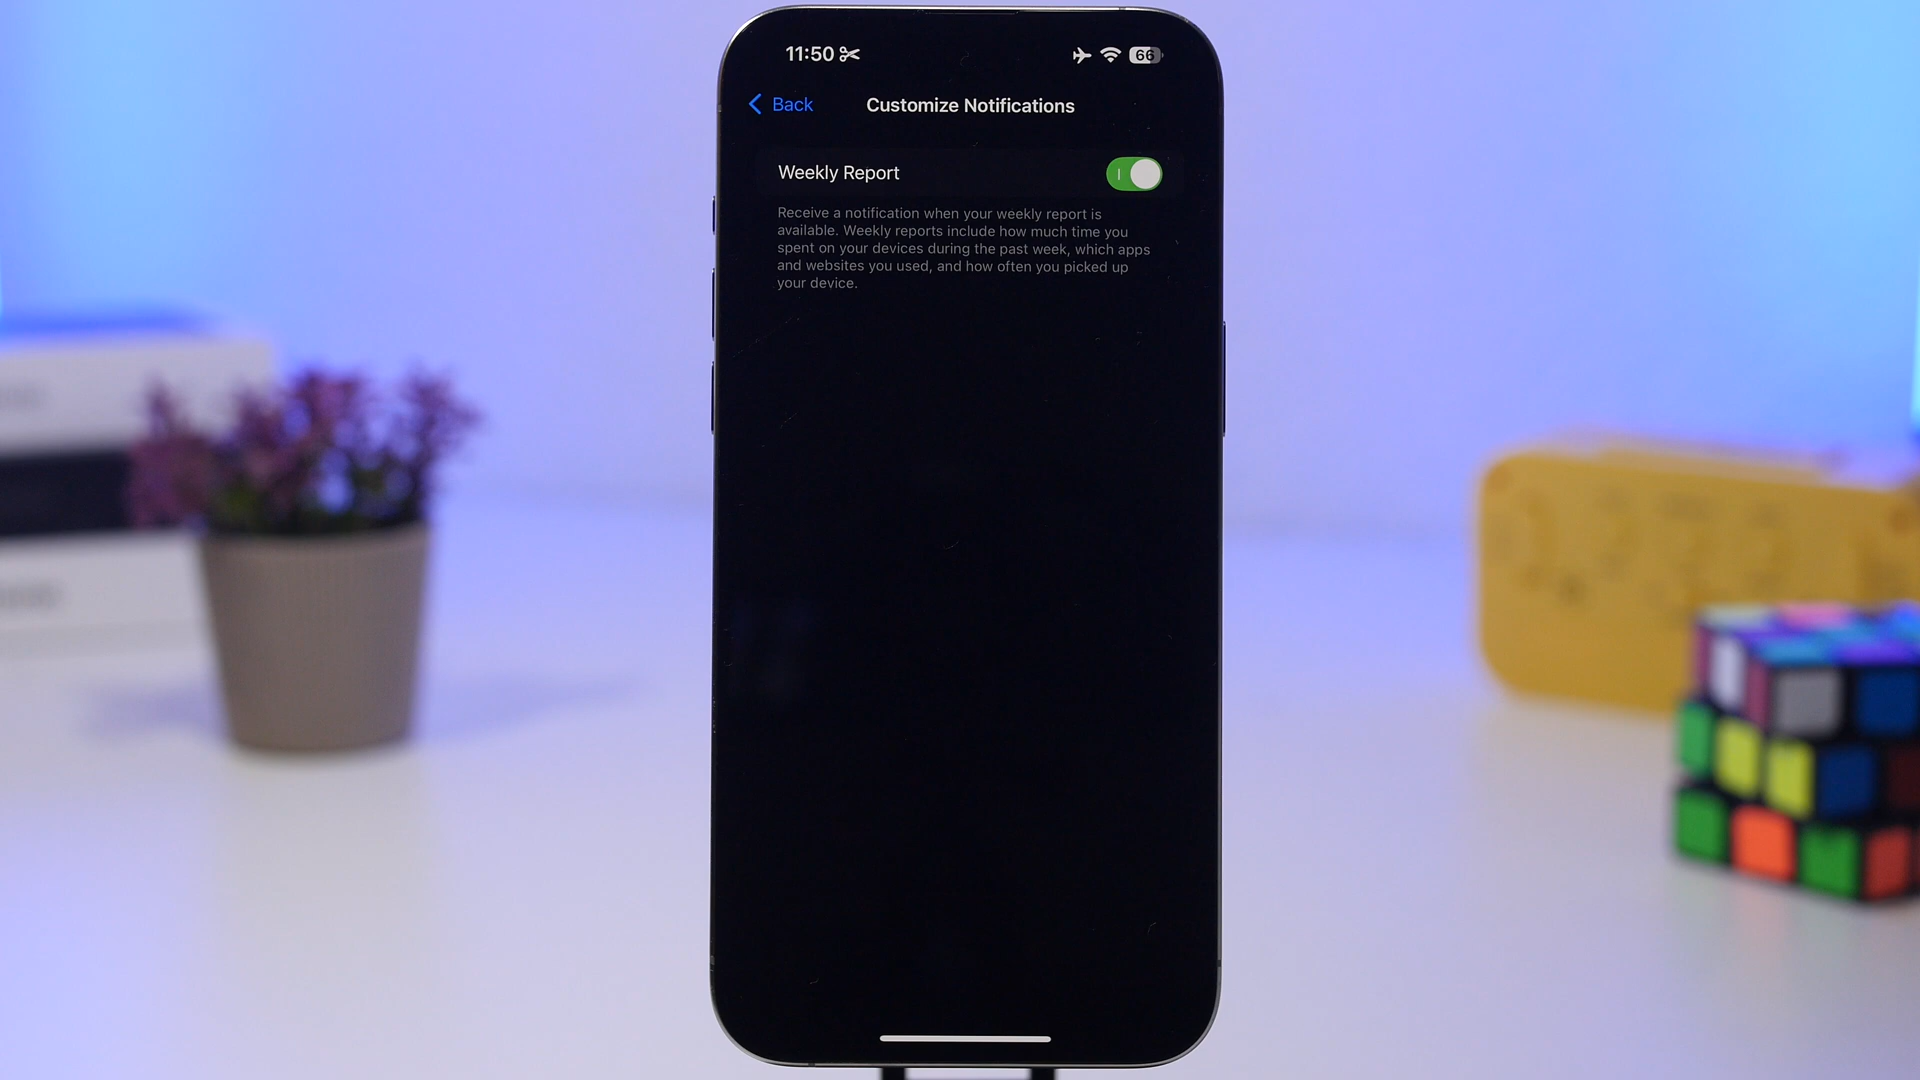 11:50
66
Back
Customize Notifications
Weekly Report
Receive a notification when your weekly report is
available. Weekly reports include how much time you
spent on your devices during the past week, which apps
and websites you used, and how often you picked up
your device.